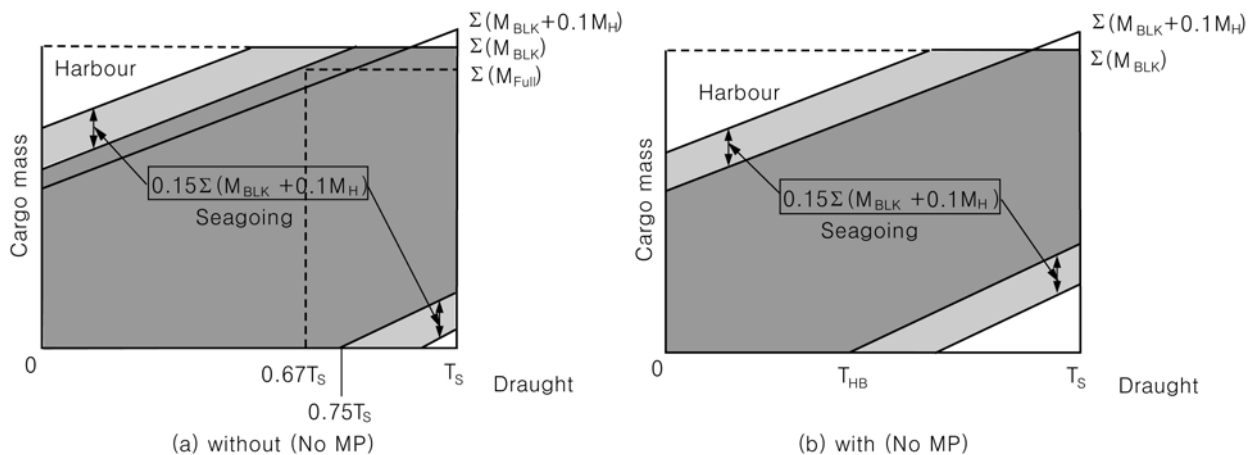 Σ(M_BLK+0.1M_H)
Σ(M_BLK)
Σ(M_Full)
Harbour
Cargo mass
0.15Σ(M_BLK +0.1M_H)
Seagoing
0
0.67T_S
0.75T_S
T_S
Draught
(a) without (No MP)
Σ(M_BLK+0.1M_H)
Σ(M_BLK)
Harbour
Cargo mass
0.15Σ(M_BLK +0.1M_H)
Seagoing
0
T_HB
T_S
Draught
(b) with (No MP)